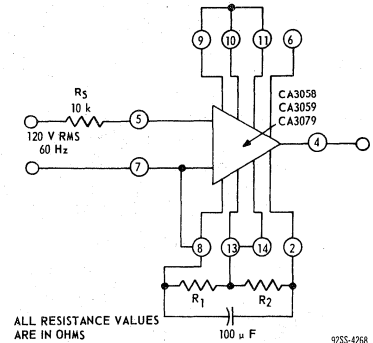 9
10
11
6
R5
10 k
5
CA3058
CA3059
CA3079
120 V RMS
60 Hz
4
7
8
13
14
2
R1
R2
100 μ F
ALL RESISTANCE VALUES
ARE IN OHMS
92SS-4268